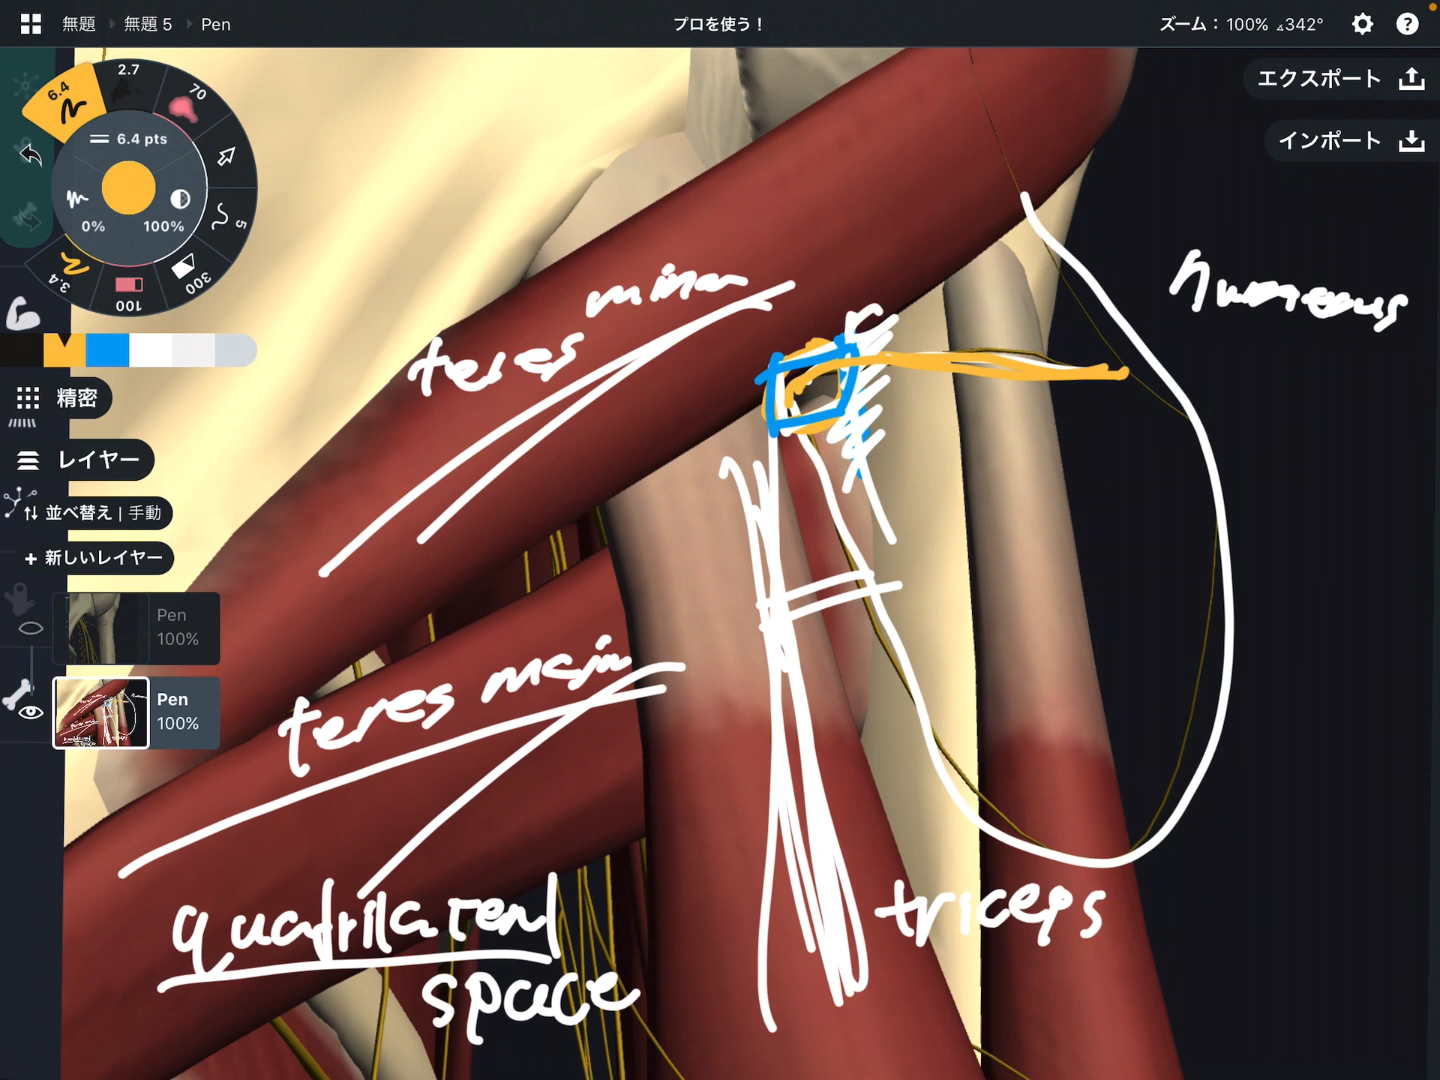 無題 無題 5 Pen
プロを使う！
ズーム： 100% ⦟342°
エクスポート
インポート
2.7
6.4
70
6.4 pts
0% 100%
5
3.4
100
300
精密
レイヤー
並べ替え | 手動
+ 新しいレイヤー
Pen
100%
Pen
100%
teres minor
humerous
teres major
quadrilateral
space
triceps